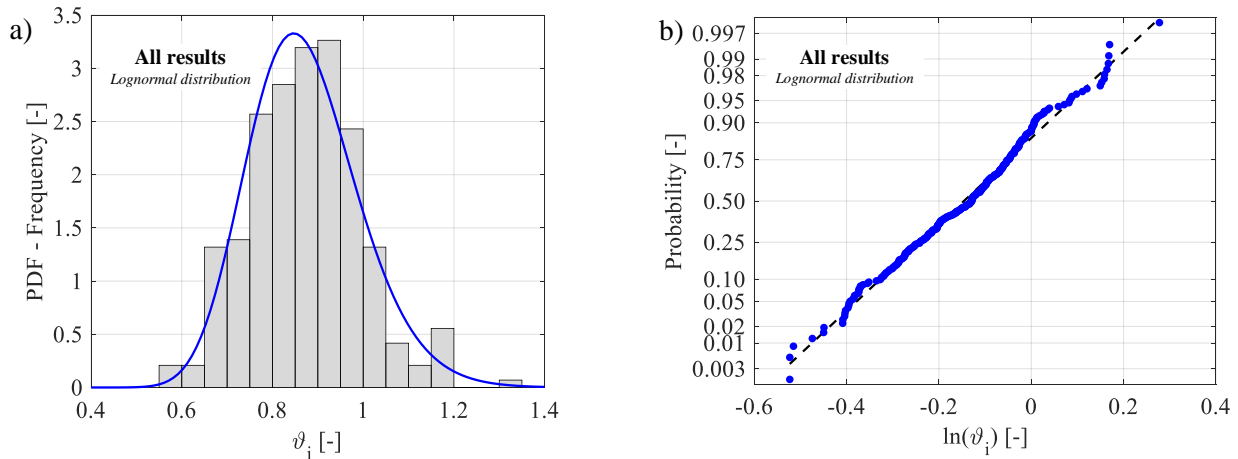 a)
All results
Lognormal distribution
PDF - Frequency [-]
3.5
3
2.5
2
1.5
1
0.5
0
0.4 0.6 0.8 1 1.2 1.4
ϑi [-]
b)
All results
Lognormal distribution
Probability [-]
0.997
0.99
0.98
0.95
0.90
0.75
0.50
0.25
0.10
0.05
0.02
0.01
0.003
-0.6 -0.4 -0.2 0 0.2 0.4
ln(ϑi) [-]